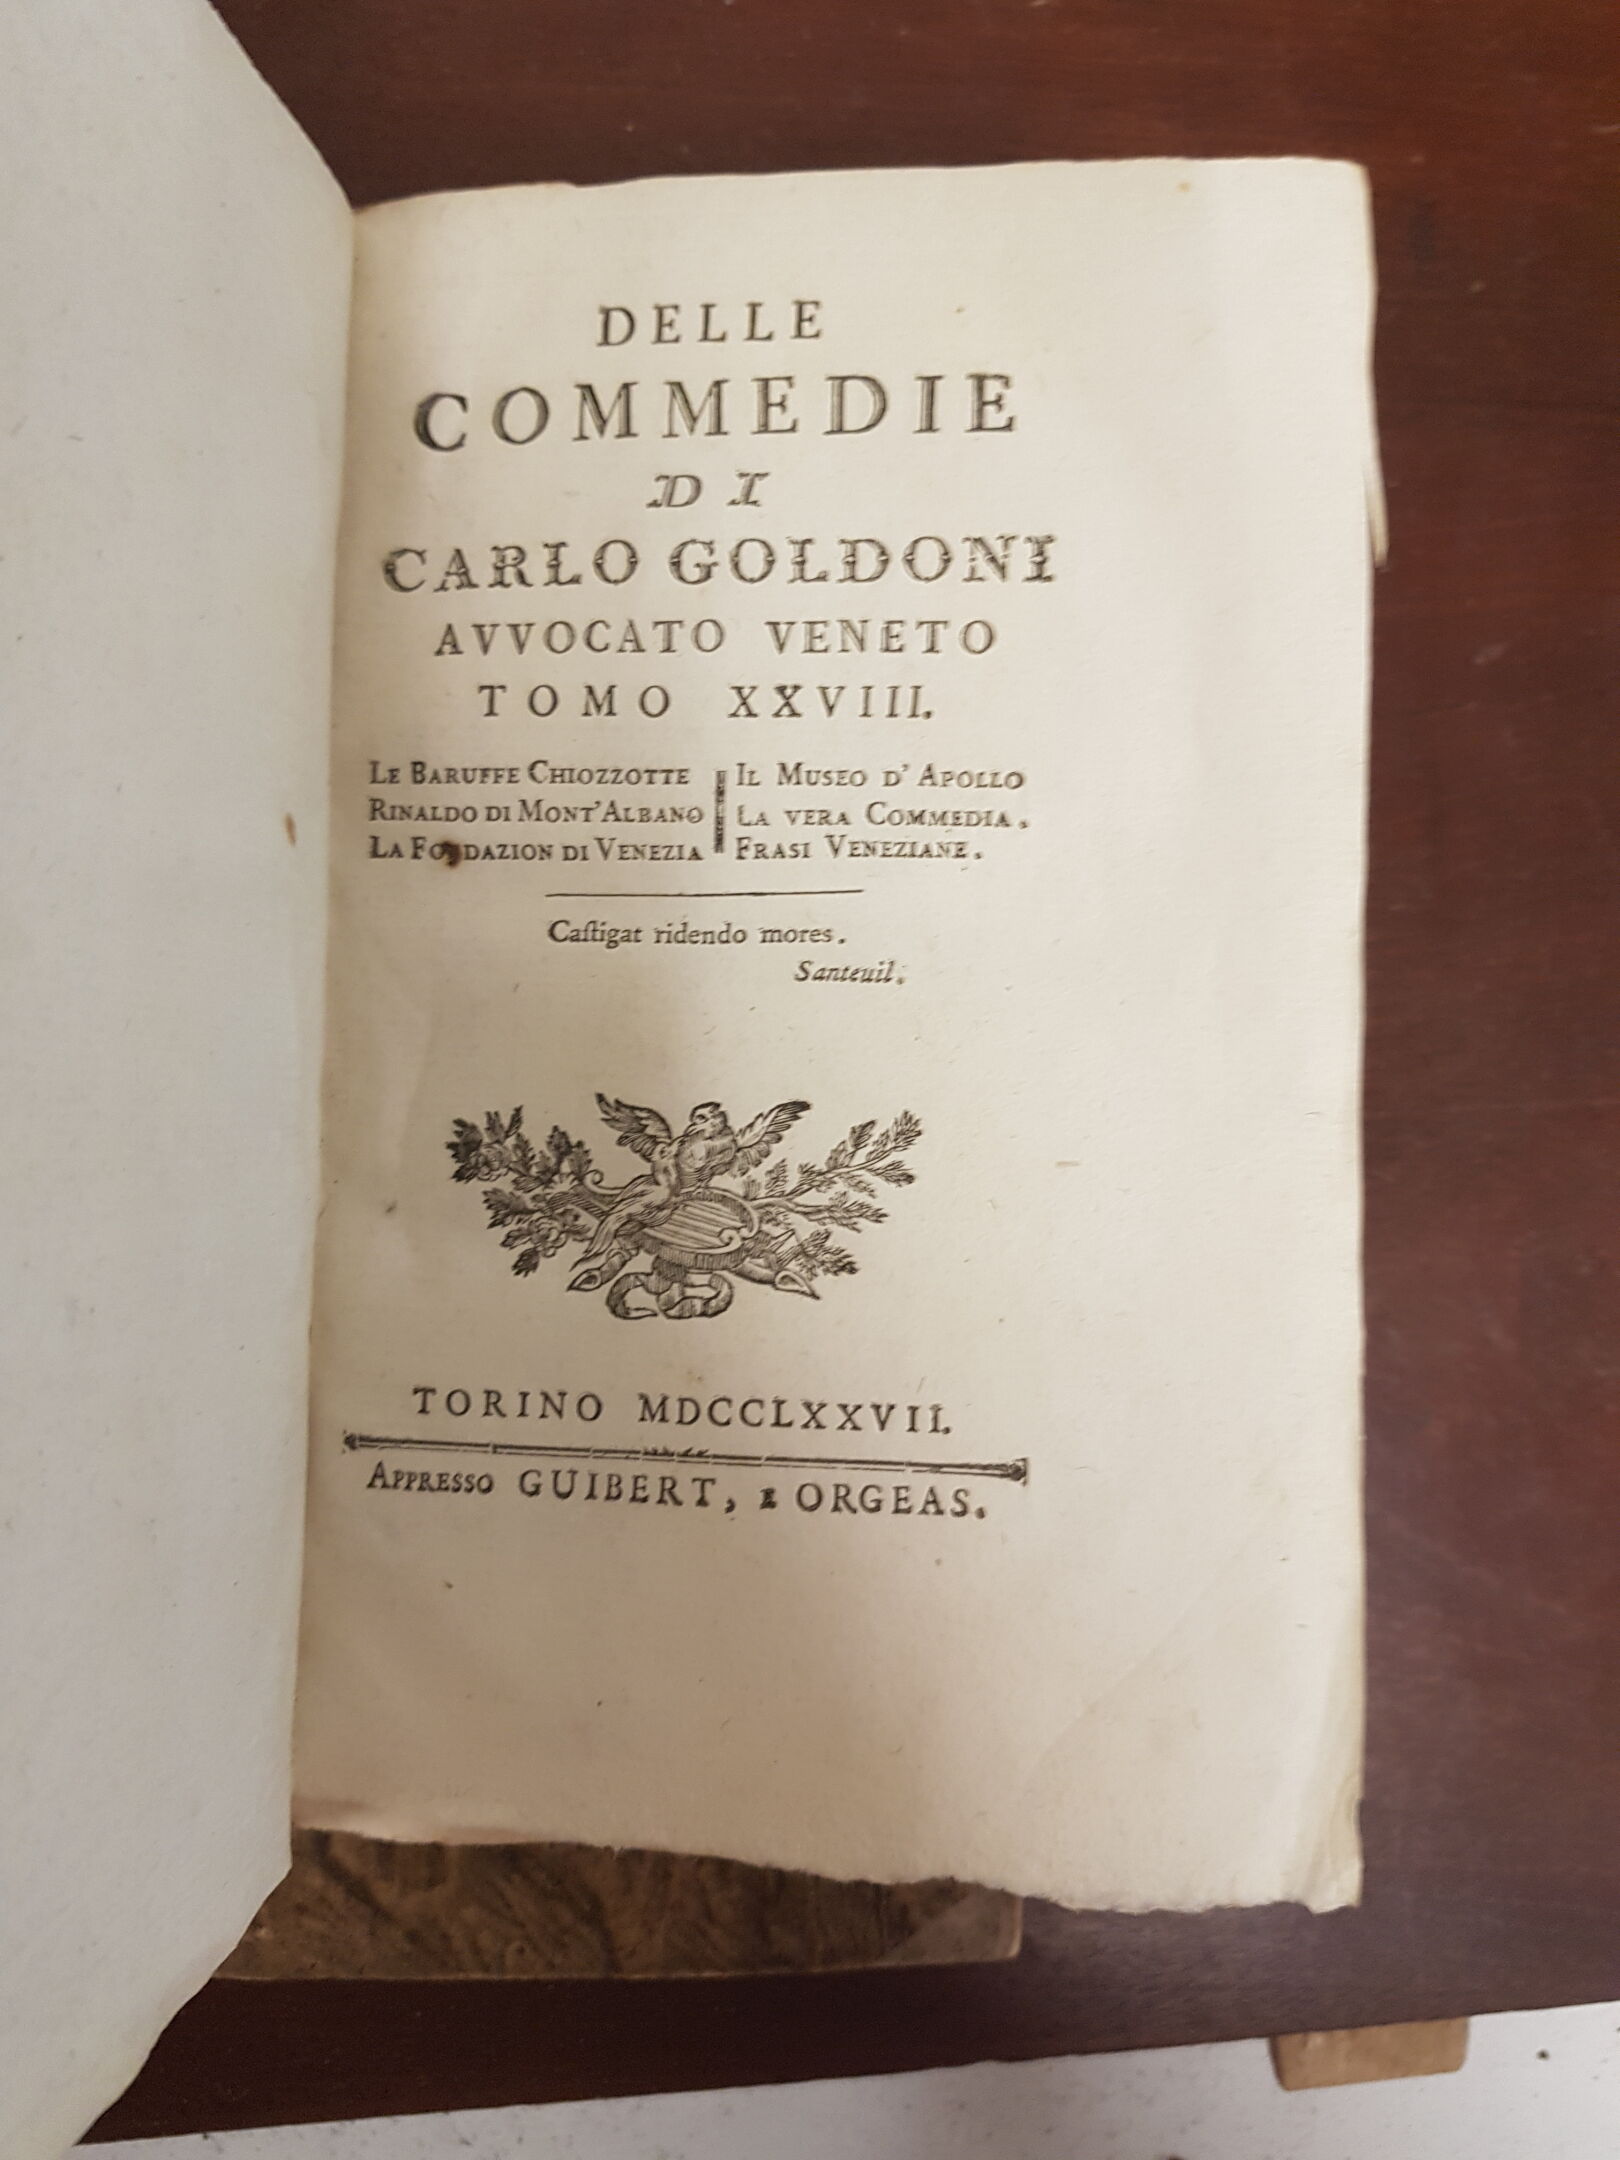 DELLE
COMMEDIE
DI
CARLO GOLDONI
AVVOCATO VENETO
TOMO XXVIII.
LE BARUFFE CHIOZZOTTE
RINALDO DI MONT'ALBANO
LA FONDAZION DI VENEZIA
IL MUSEO D' APOLLO
LA VERA COMMEDIA.
FRASI VENEZIANE.
Caſtigat ridendo mores.
Santeuil.
TORINO MDCCLXXVII.
APPRESSO GUIBERT, E ORGEAS.